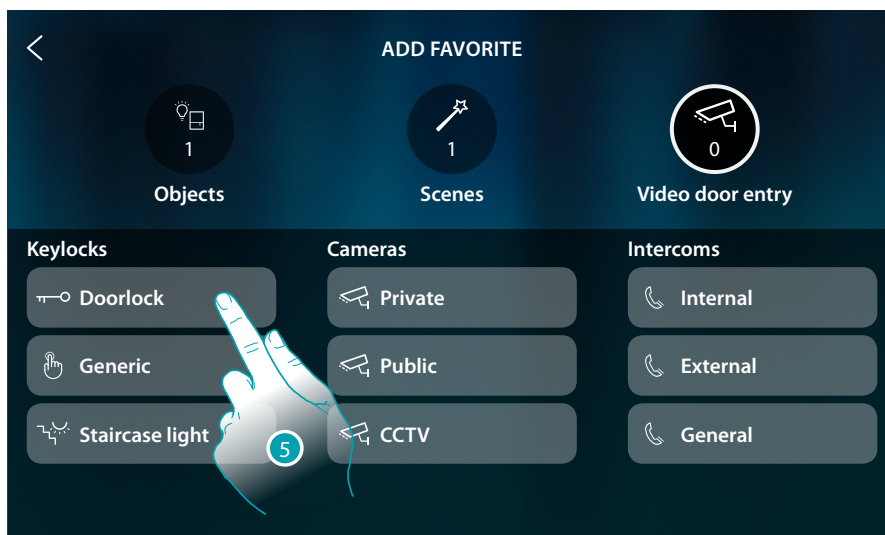 ADD FAVORITE
1
1
0
Objects
Scenes
Video door entry
Keylocks
Cameras
Intercoms
Doorlock
Private
Internal
Generic
Public
External
Staircase light
CCTV
General
5